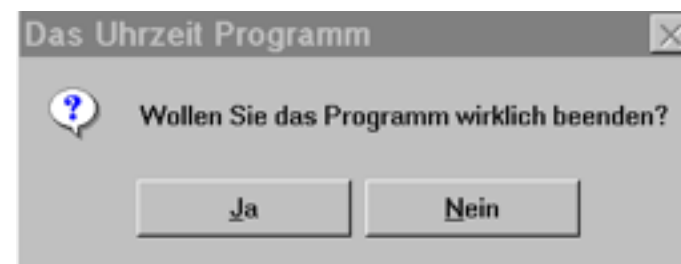 Das Uhrzeit Programm
Wollen Sie das Programm wirklich beenden?
Ja Nein